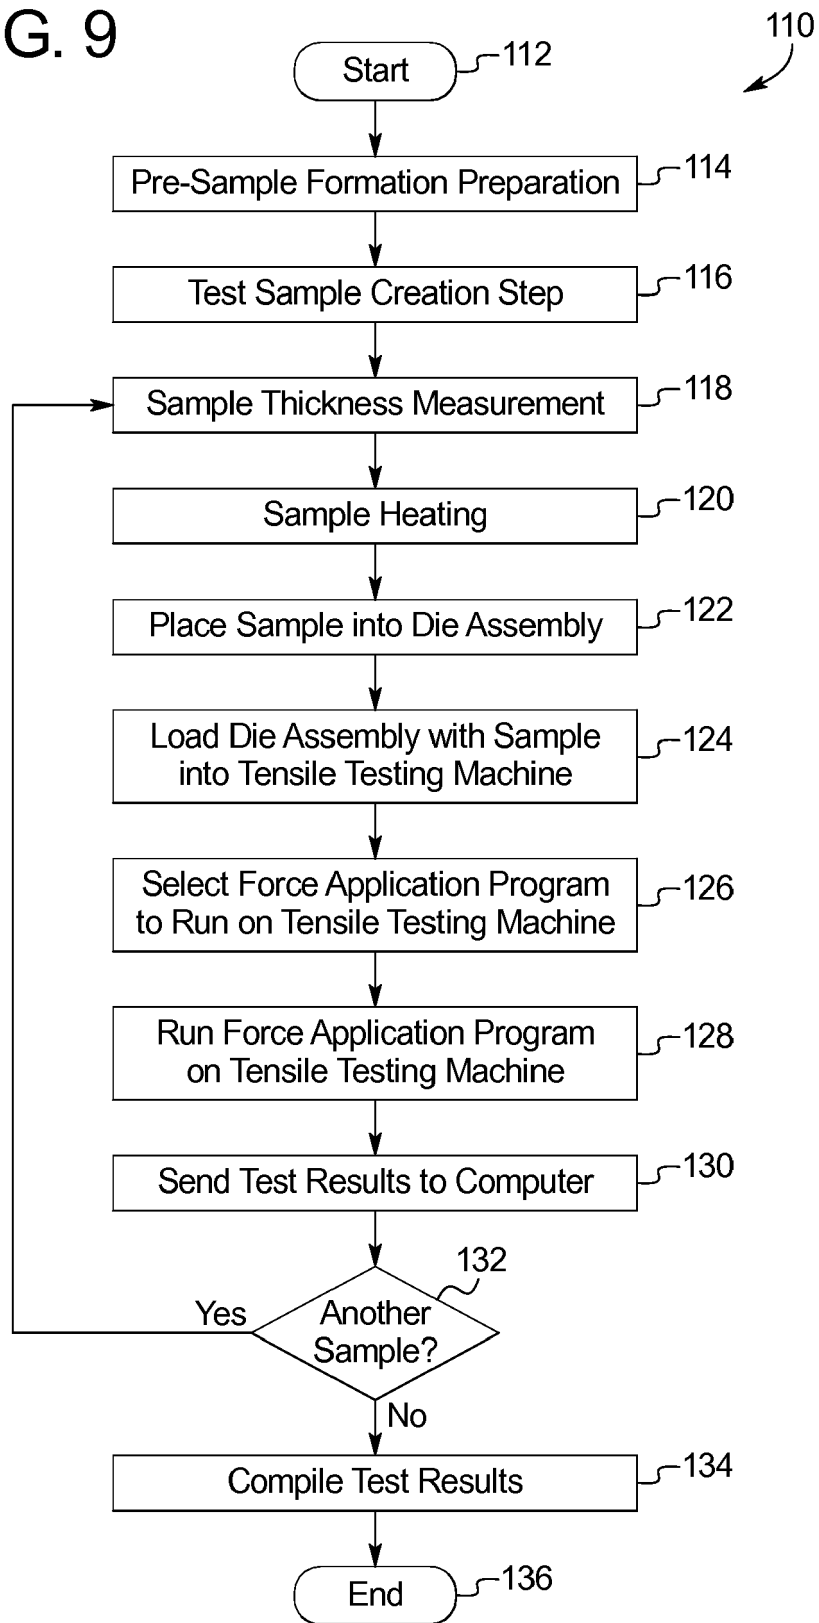 G. 9
110
Start
112
Pre-Sample Formation Preparation
114
Test Sample Creation Step
116
Sample Thickness Measurement
118
Sample Heating
120
Place Sample into Die Assembly
122
Load Die Assembly with Sample
into Tensile Testing Machine
124
Select Force Application Program
to Run on Tensile Testing Machine
126
Run Force Application Program
on Tensile Testing Machine
128
Send Test Results to Computer
130
132
Another
Sample?
Yes
No
Compile Test Results
134
End
136